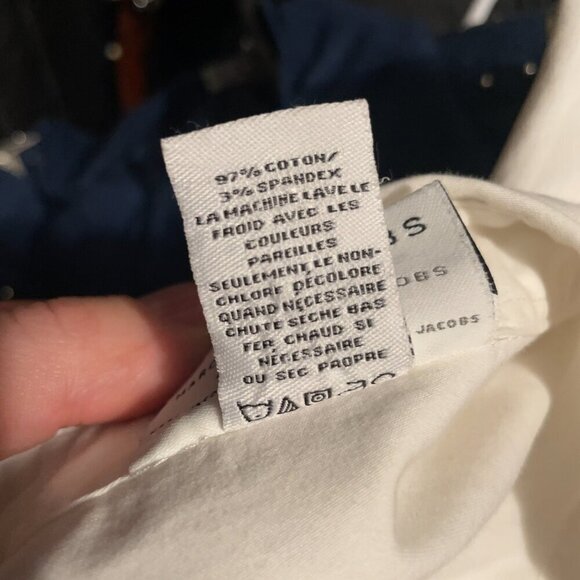 97% COTON/
3% SPANDEX
LA MACHINE LAVE LE
FROID AVEC LES
COULEURS
PAREILLES
SEULEMENT LE NON-
CHLORE DÉCOLORE
QUAND NÉCESSAIRE
CHUTE SÈCHE BAS
FER CHAUD SI
NÉCESSAIRE
OU SEC PROPRE
JACOBS